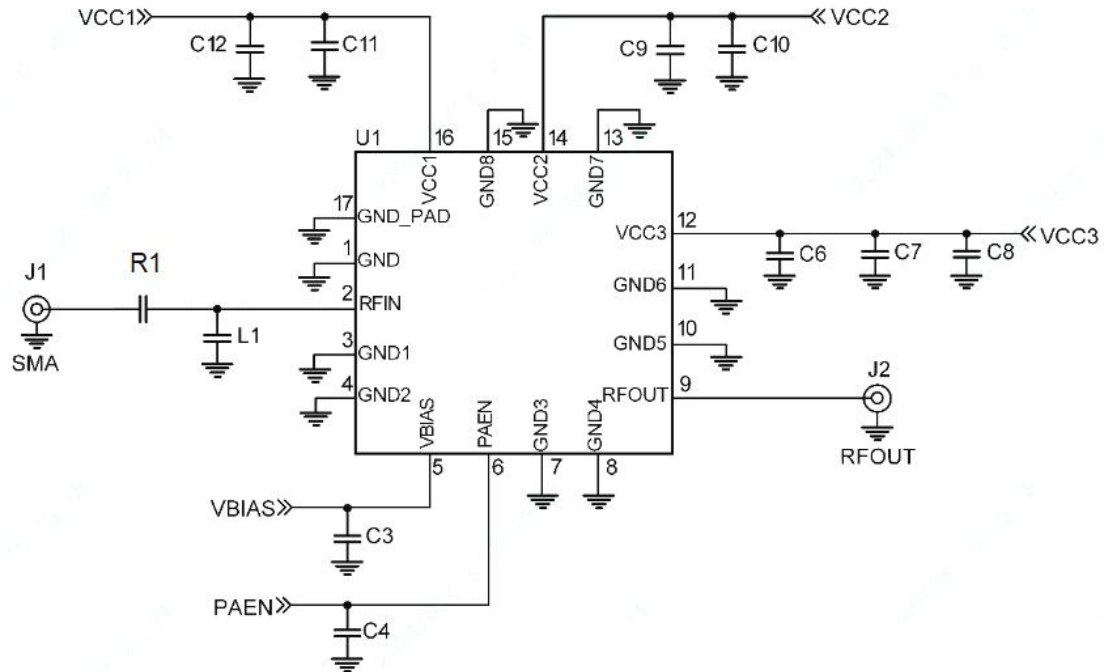 VCC1
C12
C11
C9
C10
VCC2
U1
16
15
14
13
VCC1
GND8
VCC2
GND7
17
GND_PAD
VCC3
12
C6
C7
C8
VCC3
1
GND
GND6
11
J1
R1
2
RFIN
L1
SMA
3
GND1
GND5
10
4
GND2
RFOUT
9
J2
RFOUT
VBIAS
PAEN
GND3
GND4
5
6
7
8
VBIAS
C3
PAEN
C4